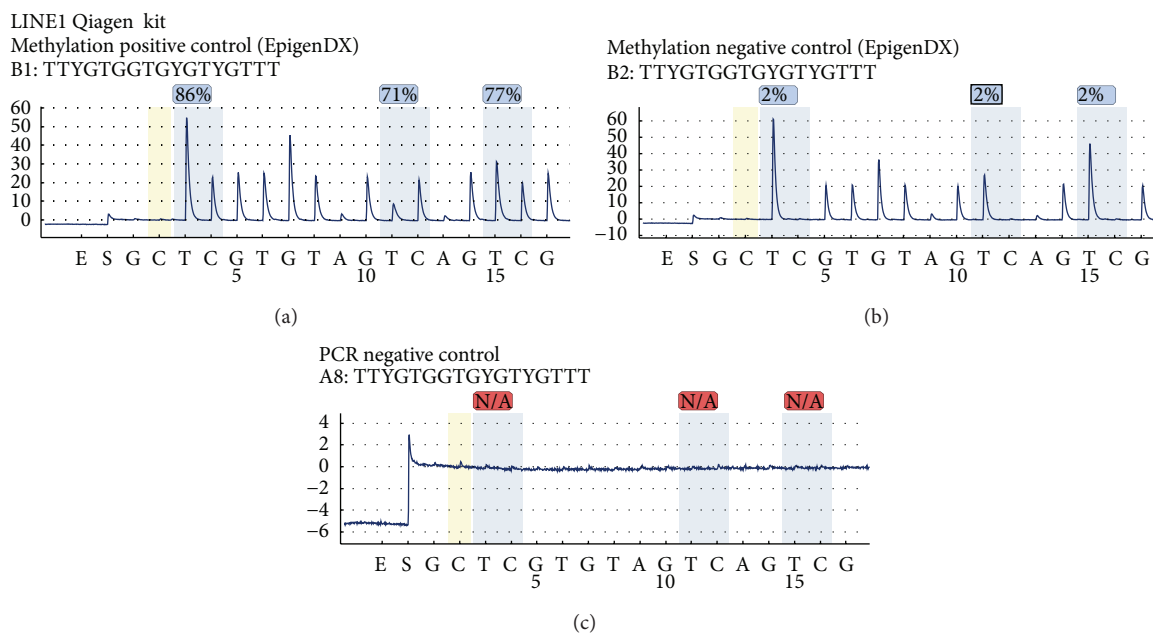 LINE1 Qiagen kit
Methylation positive control (EpigenDX)
B1: TTYGTGGTGYGTYGTTT
86% 71% 77%
60
50
40
30
20
10
0
E S G C T C G T G T A G T C A G T C G
5 10 15
(a)
Methylation negative control (EpigenDX)
B2: TTYGTGGTGYGTYGTTT
2% 2% 2%
60
50
40
30
20
10
0
−10
E S G C T C G T G T A G T C A G T C G
5 10 15
(b)
PCR negative control
A8: TTYGTGGTGYGTYGTTT
N/A N/A N/A
4
2
0
−2
−4
−6
E S G C T C G T G T A G T C A G T C G
5 10 15
(c)